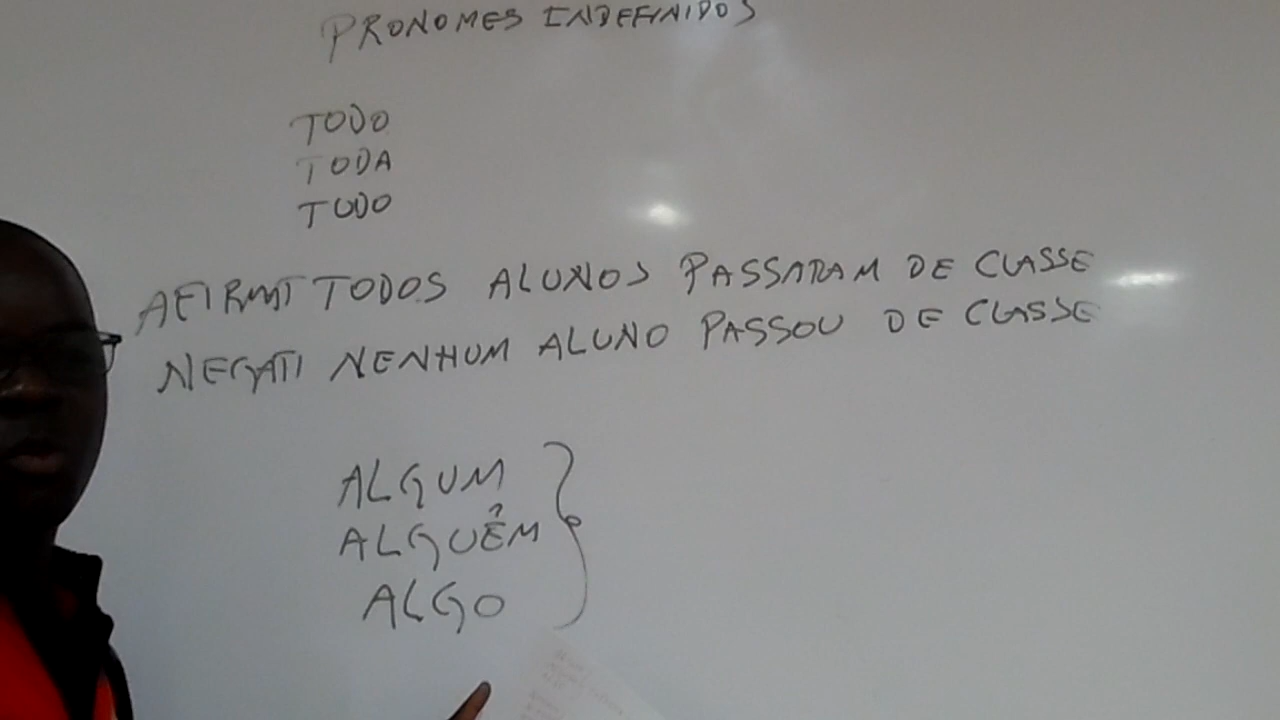 PRONOMES INDEFINIDOS
TODO
TODA
TUDO
AFIRMT TODOS ALUNOS PASSARAM DE CLASSE
NEGATI NENHUM ALUNO PASSOU DE CLASSE
ALGUM
ALGUÊM
ALGO